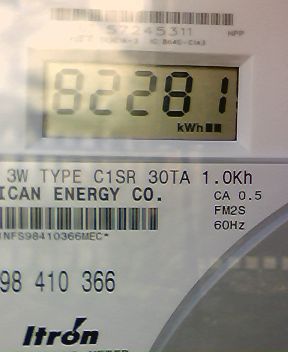 57245311
HPP
82281
kWh
3W TYPE C1SR 30TA 1.0Kh
ICAN ENERGY CO.
CA 0.5
FM2S
60Hz
NFS98410366MEC*
98 410 366
Itron